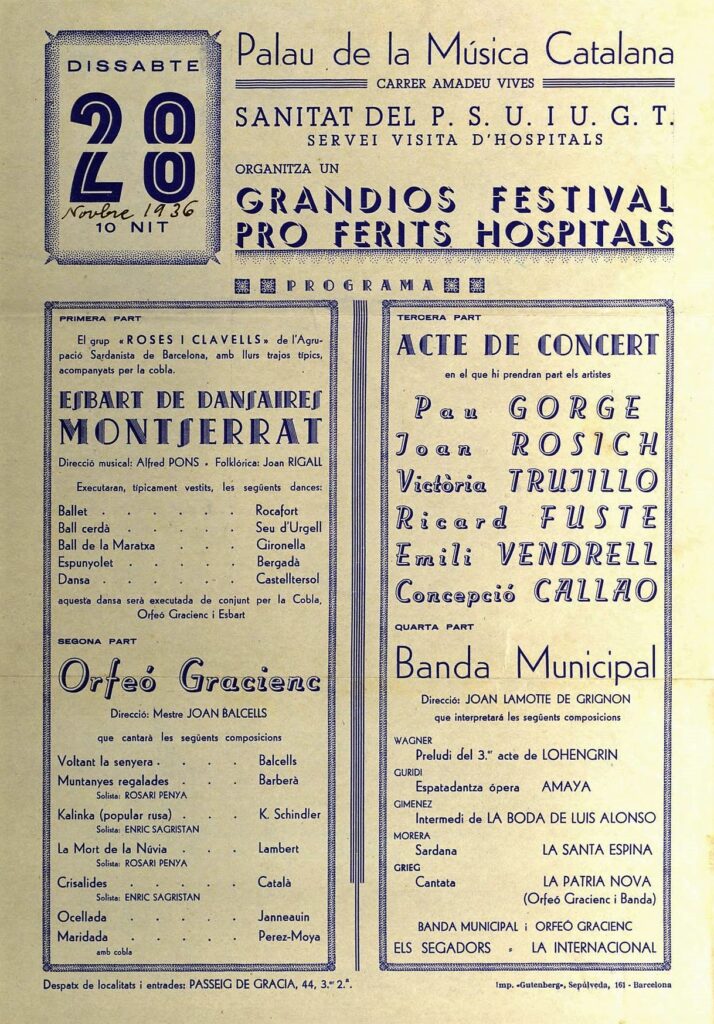 DISSABTE
28
Novbre 1936
10 NIT
Palau de la Música Catalana
CARRER AMADEU VIVES
SANITAT DEL P. S. U. I U. G. T.
SERVEI VISITA D'HOSPITALS
ORGANITZA UN
GRANDIOS FESTIVAL
PRO FERITS HOSPITALS
PROGRAMA
PRIMERA PART
El grup «ROSES I CLAVELLS» de l'Agru-
pació Sardanista de Barcelona, amb llurs trajos típics,
acompanyats per la cobla.
ESBART DE DANSAIRES
MONTSERRAT
Direcció musical: Alfred PONS - Folklórica: Joan RIGALL
Executaran, típicament vestits, les següents dances:
Ballet . . . . . . Rocafort
Ball cerdà . . . . . Seu d'Urgell
Ball de la Maratxa . . . Gironella
Espunyolet . . . . . Bergadà
Dansa . . . . . . Castelltersol
aquesta dansa serà executada de conjunt per la Cobla,
Orfeó Gracienc i Esbart
SEGONA PART
Orfeó Gracienc
Direcció: Mestre JOAN BALCELLS
que cantarà les següents composicions
Voltant la senyera . . . . Balcells
Muntanyes regalades . . . Barberà
Solista: ROSARI PENYA
Kalinka (popular rusa) . . . K. Schindler
Solista: ENRIC SAGRISTAN
La Mort de la Núvia . . . Lambert
Solista: ROSARI PENYA
Crisalides . . . . . Català
Solista: ENRIC SAGRISTAN
Ocellada . . . . . Janneauin
Maridada . . . . . Perez-Moya
amb cobla
TERCERA PART
ACTE DE CONCERT
en el que hi prendran part els artistes
Pau GORGE
Joan ROSICH
Victòria TRUJILLO
Ricard FUSTE
Emili VENDRELL
Concepció CALLAO
QUARTA PART
Banda Municipal
Direcció: JOAN LAMOTTE DE GRIGNON
que interpretará les següents composicions
WAGNER
Preludi del 3.er acte de LOHENGRIN
GURIDI
Espatadantza ópera AMAYA
GIMENEZ
Intermedi de LA BODA DE LUIS ALONSO
MORERA
Sardana LA SANTA ESPINA
GRIEG
Cantata LA PATRIA NOVA
(Orfeó Gracienc i Banda)
BANDA MUNICIPAL i ORFEÓ GRACIENC
ELS SEGADORS - LA INTERNACIONAL
Despatx de localitats i entrades: PASSEIG DE GRACIA, 44, 3.er 2.ª.
Imp. «Gutenberg», Sepúlveda, 161 - Barcelona